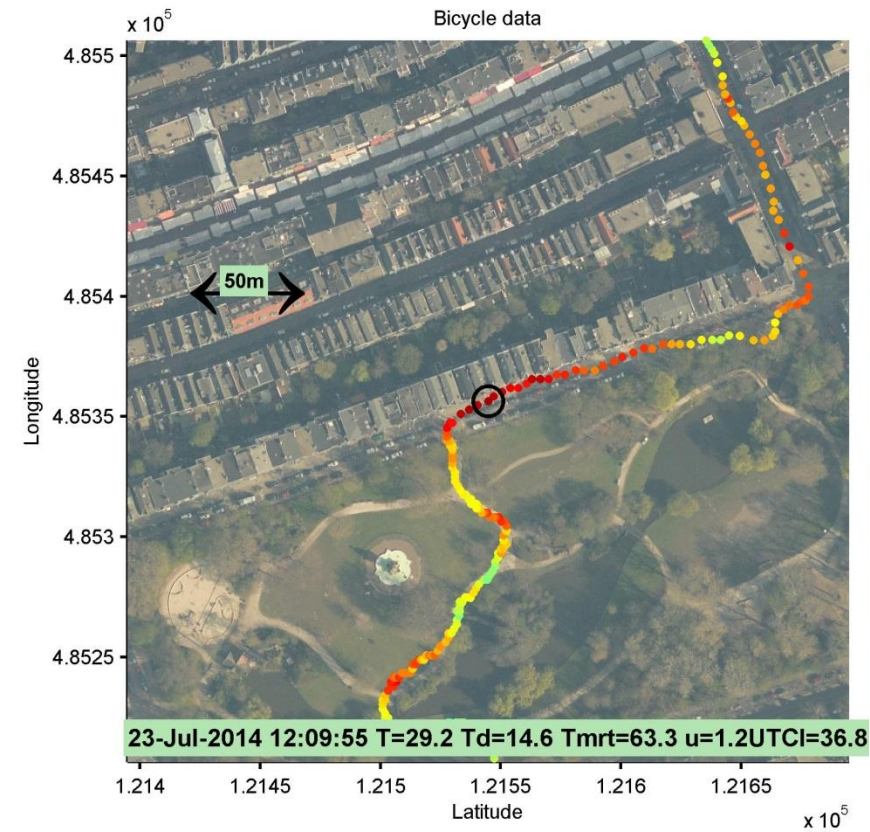 Bicycle data
x 10^5
4.855
4.8545
4.854
4.8535
4.853
4.8525
Longitude
50m
23-Jul-2014 12:09:55 T=29.2 Td=14.6 Tmrt=63.3 u=1.2UTCI=36.8
1.214 1.2145 1.215 1.2155 1.216 1.2165
Latitude
x 10^5